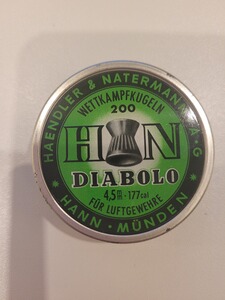 HAENDLER & NATERMANN A·G
WETTKAMPFKUGELN
200
H N
DIABOLO
4,5mm - 177cal
FÜR LUFTGEWEHRE
HANN· MÜNDEN